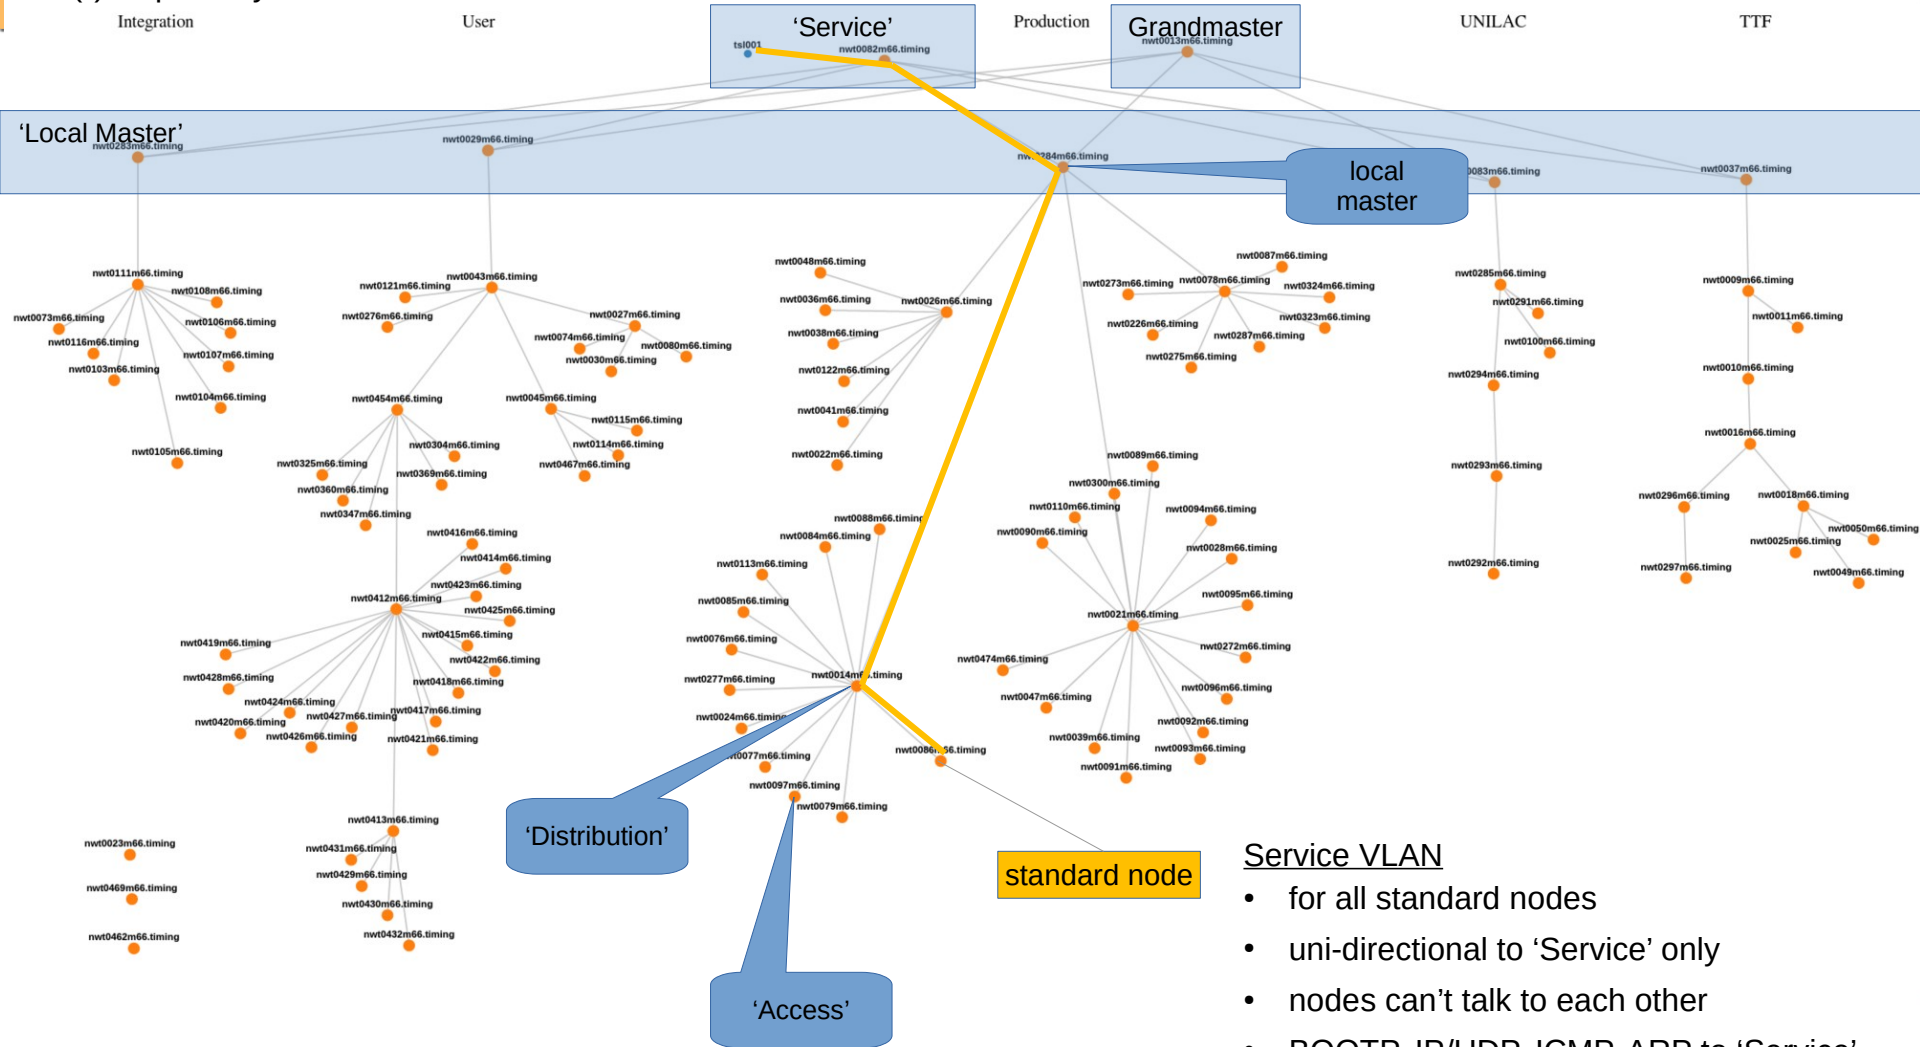 Integration
User
'Service'
Production
Grandmaster
UNILAC
TTF
tsl001
nwt0082m66.timing
nwt0013m66.timing
'Local Master'
nwt0283m66.timing
nwt0029m66.timing
local
master
nwt0037m66.timing
nwt0048m66.timing
nwt0087m66.timing
nwt0111m66.timing
nwt0043m66.timing
nwt0285m66.timing
nwt0009m66.timing
nwt0108m66.timing
nwt0121m66.timing
nwt0036m66.timing
nwt0026m66.timing
nwt0273m66.timing
nwt0078m66.timing
nwt0324m66.timing
nwt0291m66.timing
nwt0073m66.timing
nwt0106m66.timing
nwt0276m66.timing
nwt0027m66.timing
nwt0038m66.timing
nwt0226m66.timing
nwt0323m66.timing
nwt0011m66.timing
nwt0116m66.timing
nwt0107m66.timing
nwt0074m66.timing
nwt0080m66.timing
nwt0287m66.timing
nwt0100m66.timing
nwt0103m66.timing
nwt0030m66.timing
nwt0122m66.timing
nwt0275m66.timing
nwt0294m66.timing
nwt0010m66.timing
nwt0104m66.timing
nwt0454m66.timing
nwt0045m66.timing
nwt0041m66.timing
nwt0115m66.timing
nwt0016m66.timing
nwt0105m66.timing
nwt0304m66.timing
nwt0114m66.timing
nwt0022m66.timing
nwt0089m66.timing
nwt0325m66.timing
nwt0369m66.timing
nwt0467m66.timing
nwt0293m66.timing
nwt0360m66.timing
nwt0300m66.timing
nwt0296m66.timing
nwt0018m66.timing
nwt0347m66.timing
nwt0088m66.timing
nwt0110m66.timing
nwt0094m66.timing
nwt0416m66.timing
nwt0084m66.timing
nwt0090m66.timing
nwt0050m66.timing
nwt0414m66.timing
nwt0113m66.timing
nwt0028m66.timing
nwt0025m66.timing
nwt0423m66.timing
nwt0292m66.timing
nwt0297m66.timing
nwt0049m66.timing
nwt0412m66.timing
nwt0425m66.timing
nwt0085m66.timing
nwt0021m66.timing
nwt0095m66.timing
nwt0419m66.timing
nwt0415m66.timing
nwt0076m66.timing
nwt0272m66.timing
nwt0428m66.timing
nwt0422m66.timing
nwt0277m66.timing
nwt0474m66.timing
nwt0424m66.timing
nwt0418m66.timing
nwt0047m66.timing
nwt0096m66.timing
nwt0420m66.timing
nwt0427m66.timing
nwt0417m66.timing
nwt0024m66.timing
nwt0092m66.timing
nwt0426m66.timing
nwt0421m66.timing
nwt0039m66.timing
nwt0093m66.timing
nwt0091m66.timing
nwt0097m66.timing
nwt0079m66.timing
'Distribution'
nwt0413m66.timing
nwt0023m66.timing
nwt0431m66.timing
nwt0429m66.timing
nwt0469m66.timing
nwt0430m66.timing
nwt0462m66.timing
nwt0432m66.timing
standard node
'Access'
Service VLAN
• for all standard nodes
• uni-directional to 'Service' only
• nodes can't talk to each other
• BOOTP, IP/UDP, ICMP, ARP to 'Service'